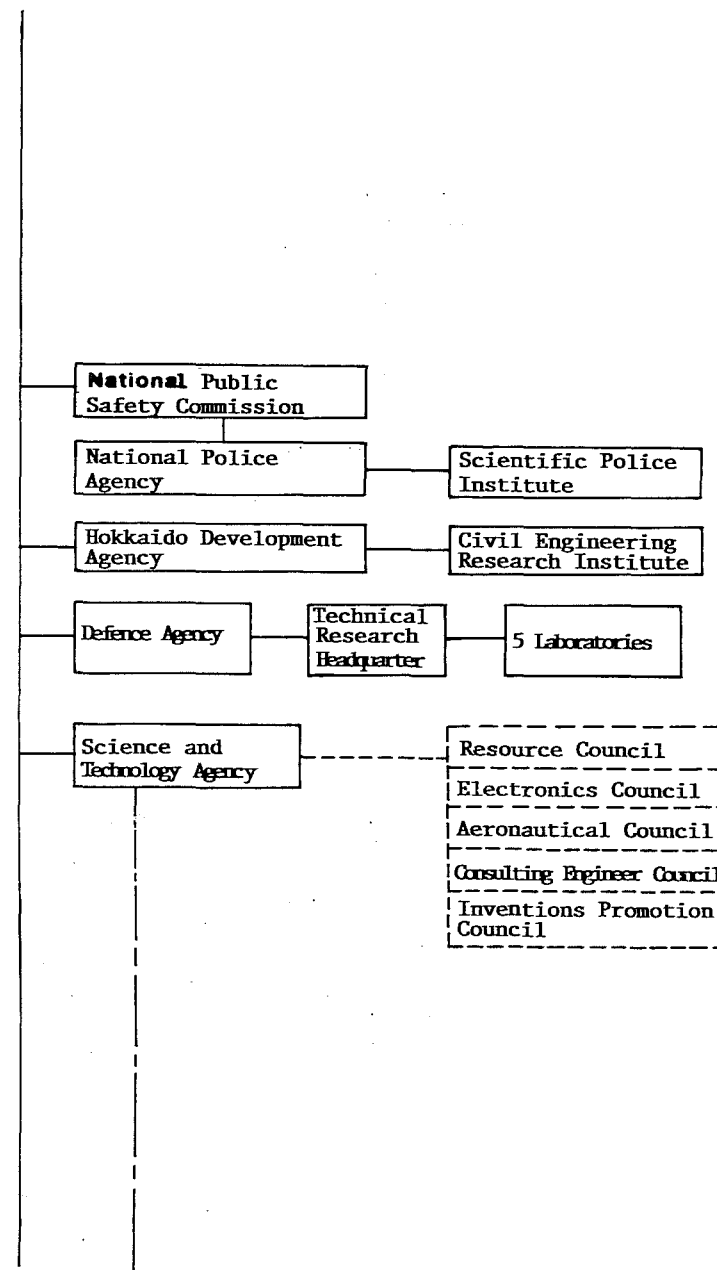 National Public
Safety Commission
National Police
Agency
Scientific Police
Institute
Hokkaido Development
Agency
Civil Engineering
Research Institute
Defence Agency
Technical
Research
Headquarter
5 Laboratories
Science and
Technology Agency
Resource Council
Electronics Council
Aeronautical Council
Consulting Engineer Council
Inventions Promotion
Council